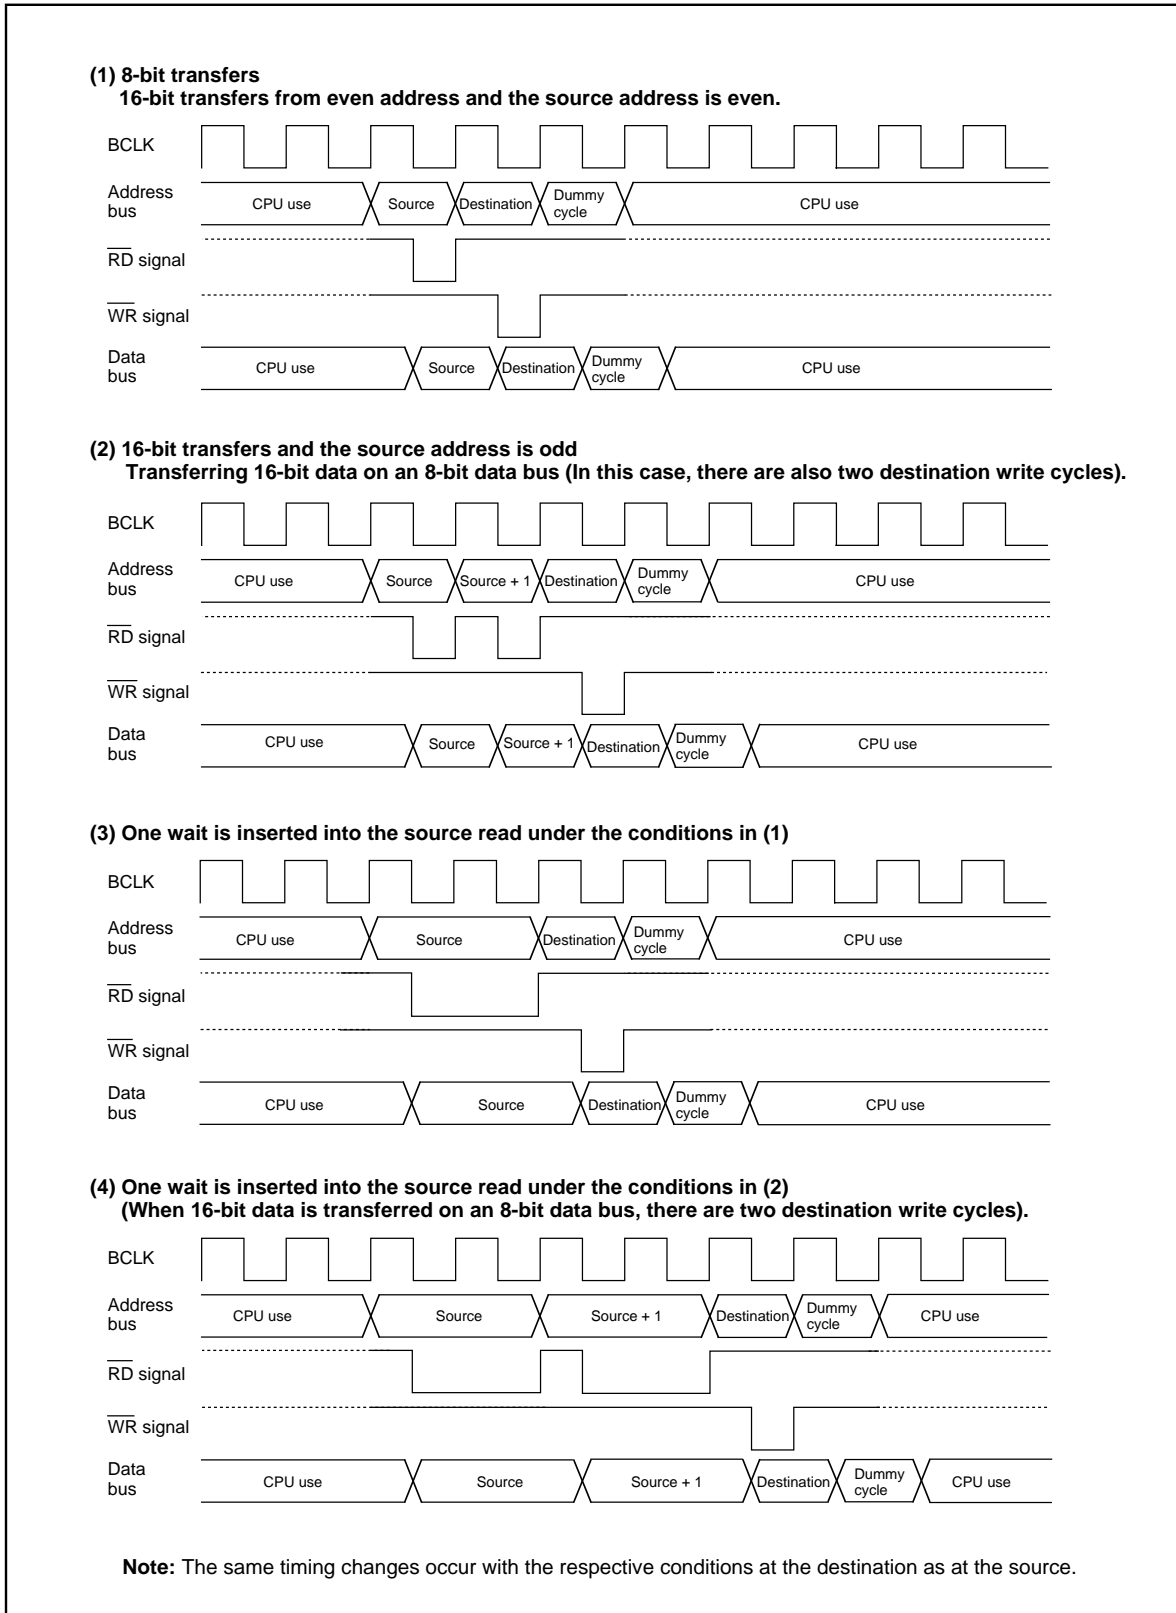 (1) 8-bit transfers
16-bit transfers from even address and the source address is even.
BCLK
Address
bus
CPU use Source Destination Dummy cycle CPU use
RD signal
WR signal
Data
bus
CPU use Source Destination Dummy cycle CPU use
(2) 16-bit transfers and the source address is odd
Transferring 16-bit data on an 8-bit data bus (In this case, there are also two destination write cycles).
BCLK
Address
bus
CPU use Source Source + 1 Destination Dummy cycle CPU use
RD signal
WR signal
Data
bus
CPU use Source Source + 1 Destination Dummy cycle CPU use
(3) One wait is inserted into the source read under the conditions in (1)
BCLK
Address
bus
CPU use Source Destination Dummy cycle CPU use
RD signal
WR signal
Data
bus
CPU use Source Destination Dummy cycle CPU use
(4) One wait is inserted into the source read under the conditions in (2)
(When 16-bit data is transferred on an 8-bit data bus, there are two destination write cycles).
BCLK
Address
bus
CPU use Source Source + 1 Destination Dummy cycle CPU use
RD signal
WR signal
Data
bus
CPU use Source Source + 1 Destination Dummy cycle CPU use
Note: The same timing changes occur with the respective conditions at the destination as at the source.